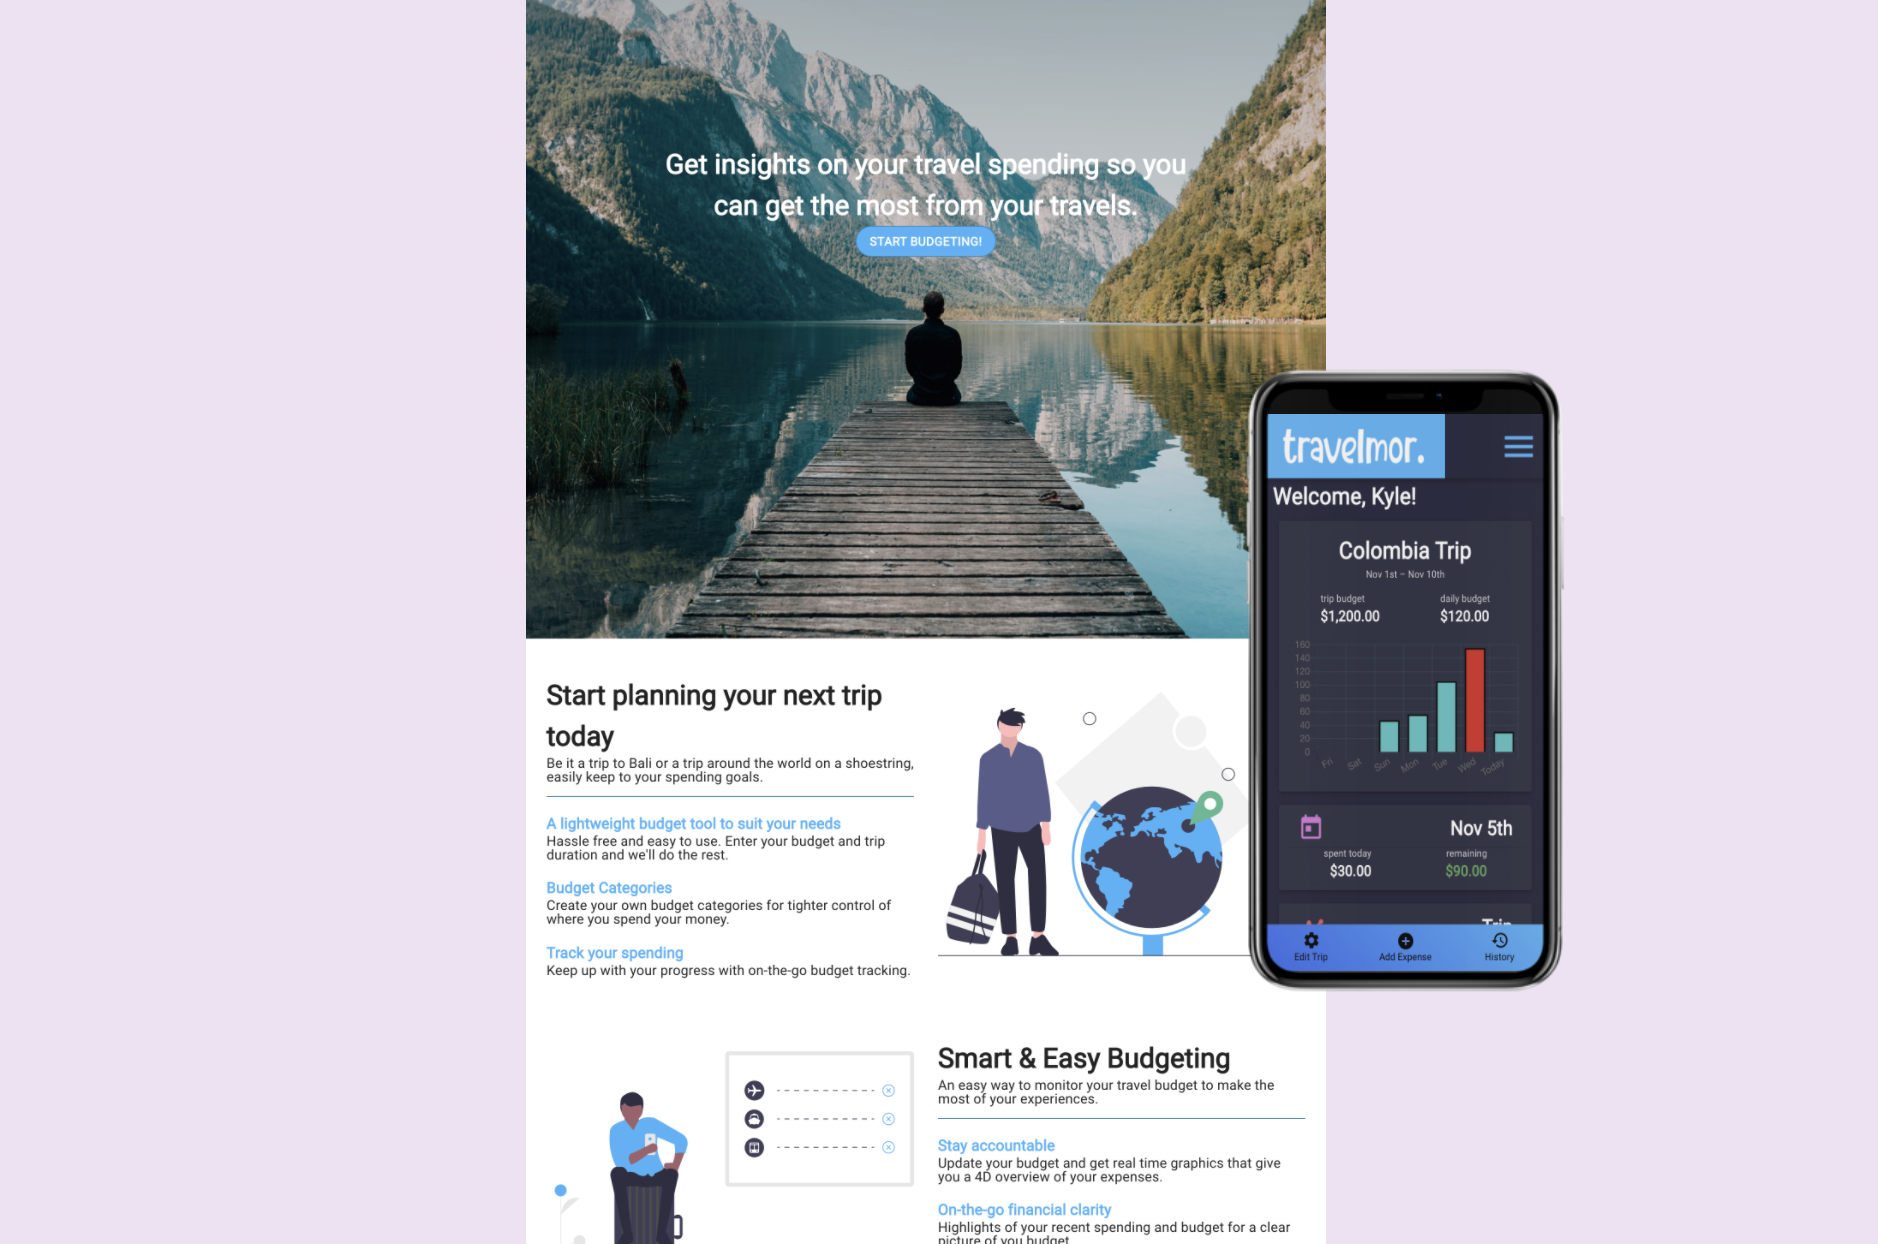 Get insights on your travel spending so you
can get the most from your travels.
START BUDGETING!
travelmor.
Welcome, Kyle!
Colombia Trip
Nov 1st – Nov 10th
trip budget
daily budget
$1,200.00
$120.00
160
140
120
100
80
60
40
20
0
Fri
Sat
Sun
Mon
Tue
Wed
Today
Nov 5th
spent today
remaining
$30.00
$90.00
Trip
Edit Trip
Add Expense
History
Start planning your next trip
today
Be it a trip to Bali or a trip around the world on a shoestring,
easily keep to your spending goals.
A lightweight budget tool to suit your needs
Hassle free and easy to use. Enter your budget and trip
duration and we'll do the rest.
Budget Categories
Create your own budget categories for tighter control of
where you spend your money.
Track your spending
Keep up with your progress with on-the-go budget tracking.
Smart & Easy Budgeting
An easy way to monitor your travel budget to make the
most of your experiences.
Stay accountable
Update your budget and get real time graphics that give
you a 4D overview of your expenses.
On-the-go financial clarity
Highlights of your recent spending and budget for a clear
picture of you budget